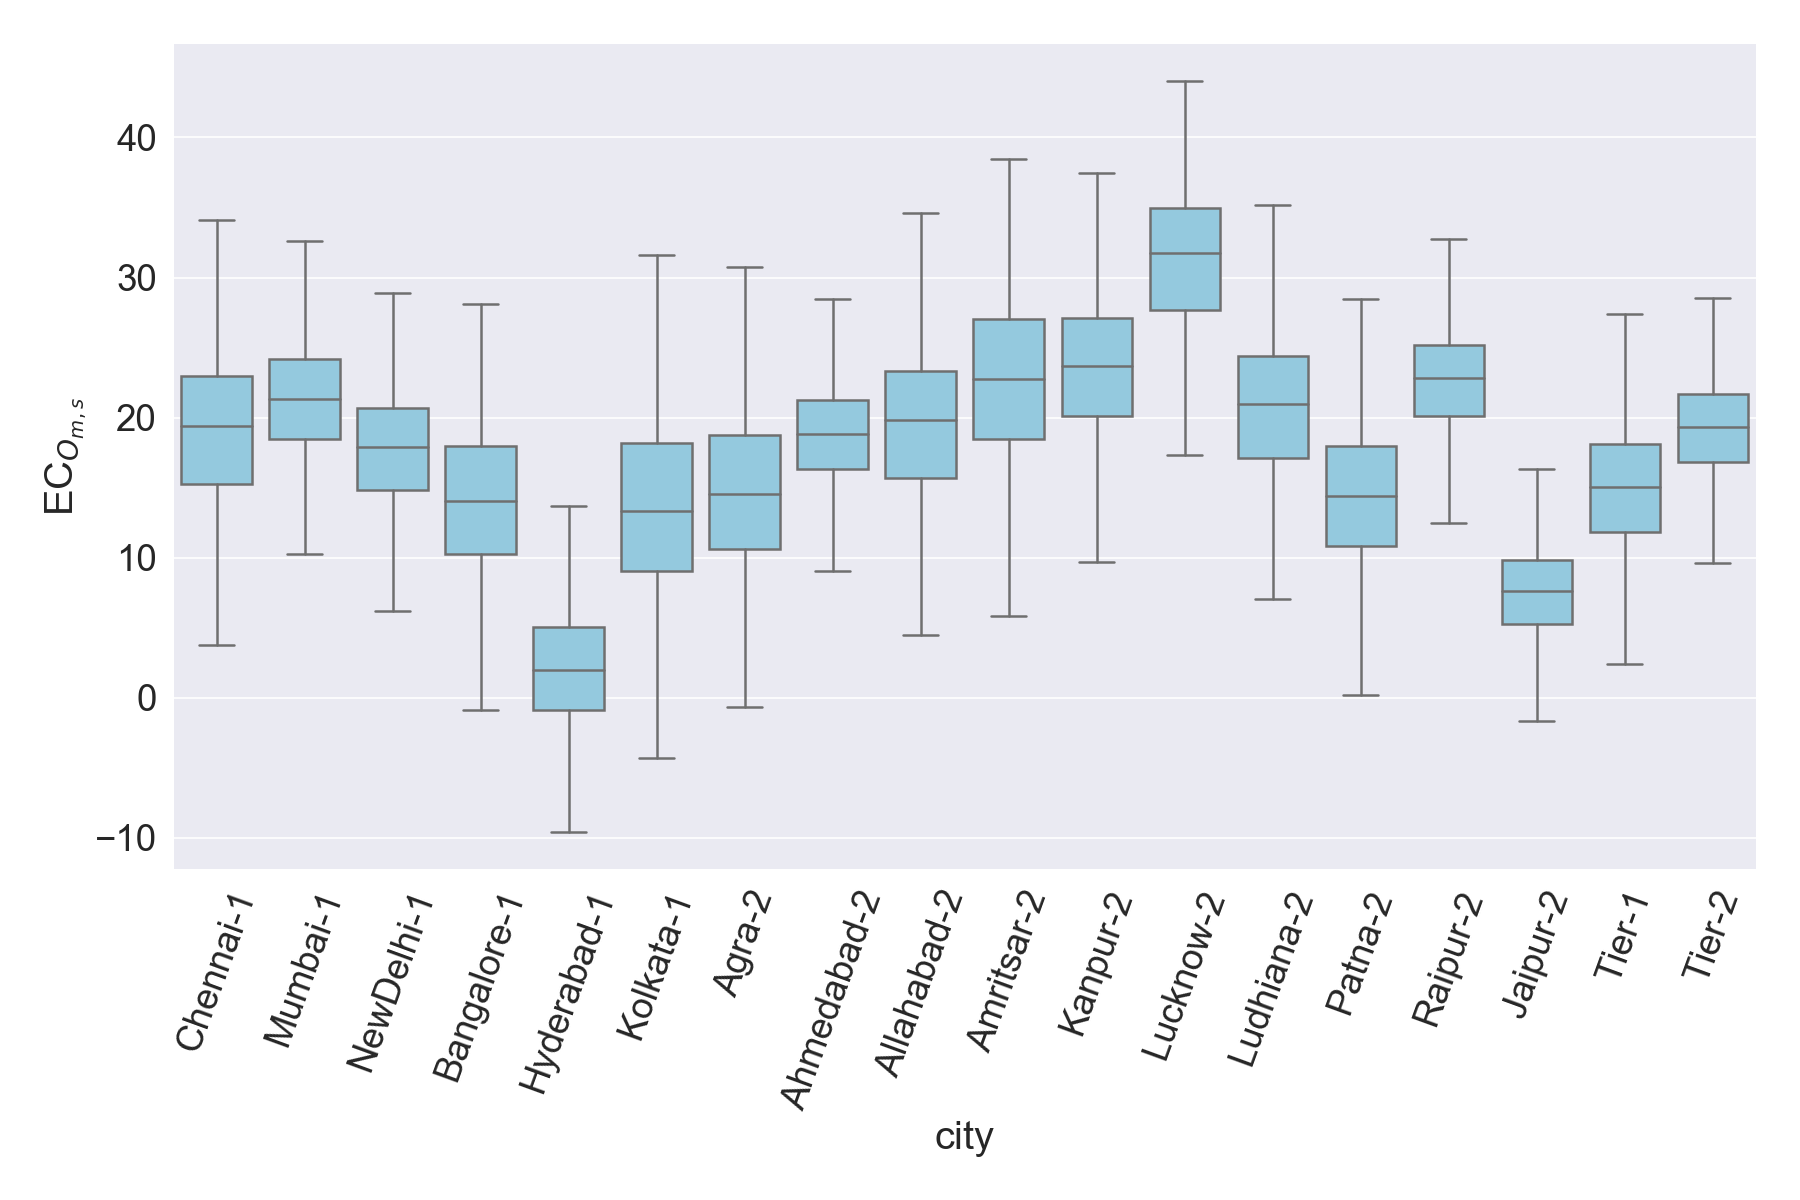 EC_{O_{m,s}}
40
30
20
10
0
−10
Chennai-1
Mumbai-1
NewDelhi-1
Bangalore-1
Hyderabad-1
Kolkata-1
Agra-2
Ahmedabad-2
Allahabad-2
Amritsar-2
Kanpur-2
Lucknow-2
Ludhiana-2
Patna-2
Raipur-2
Jaipur-2
Tier-1
Tier-2
city